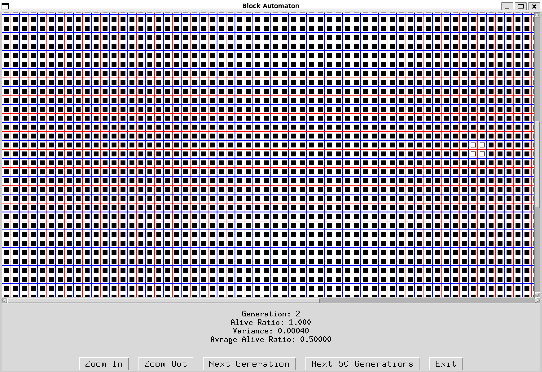 Block Automaton
Generation: 2
Alive Ratio: 1.000
Variance: 0.00040
Avrage Alive Ratio: 0.50000
Zoom In Zoom Out Next Generation Next 50 Generations Exit